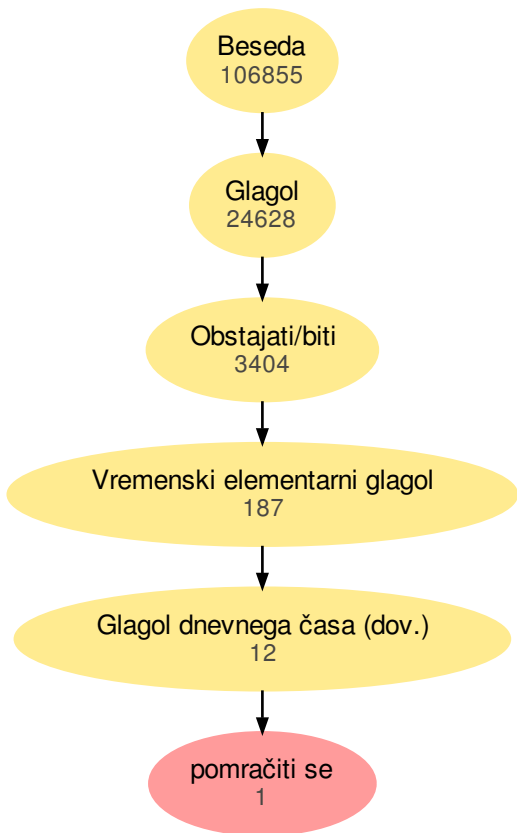 Beseda
106855
Glagol
24628
Obstajati/biti
3404
Vremenski elementarni glagol
187
Glagol dnevnega časa (dov.)
12
pomračiti se
1